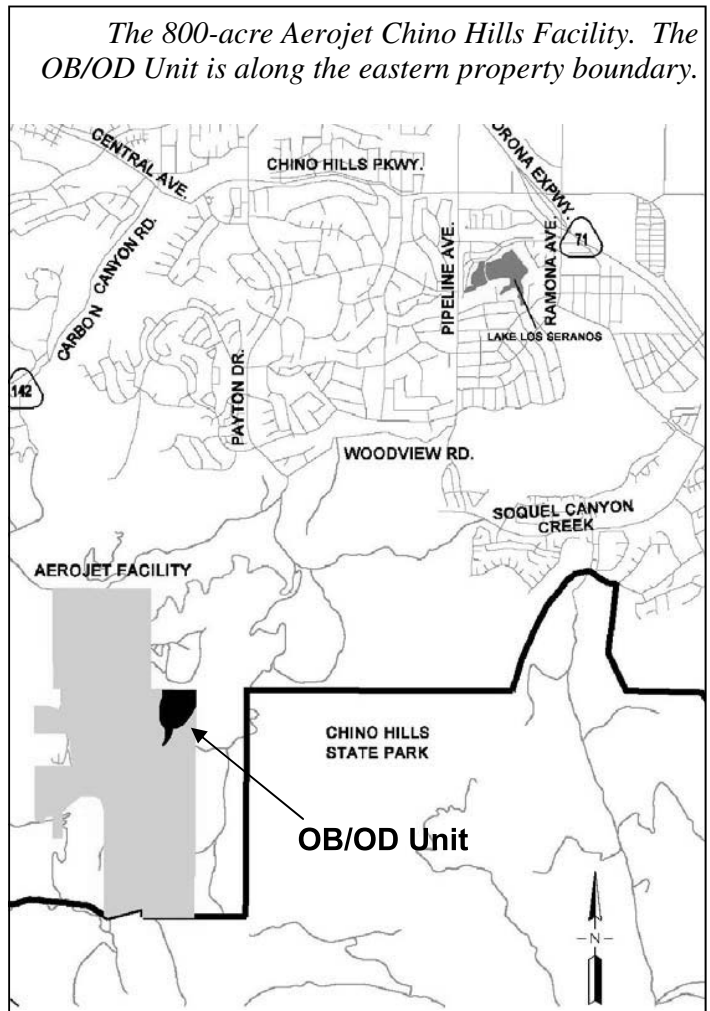 The 800-acre Aerojet Chino Hills Facility. The
OB/OD Unit is along the eastern property boundary.
CENTRAL AVE.
CHINO HILLS PKWY.
ORONA EXPWY.
71
CARBON CANYON RD.
PIPELINE AVE.
RAMONA AVE.
LAKE LOS SERANOS
142
PAYTON DR.
WOODVIEW RD.
SOQUEL CANYON
CREEK
AEROJET FACILITY
CHINO HILLS
STATE PARK
OB/OD Unit
N